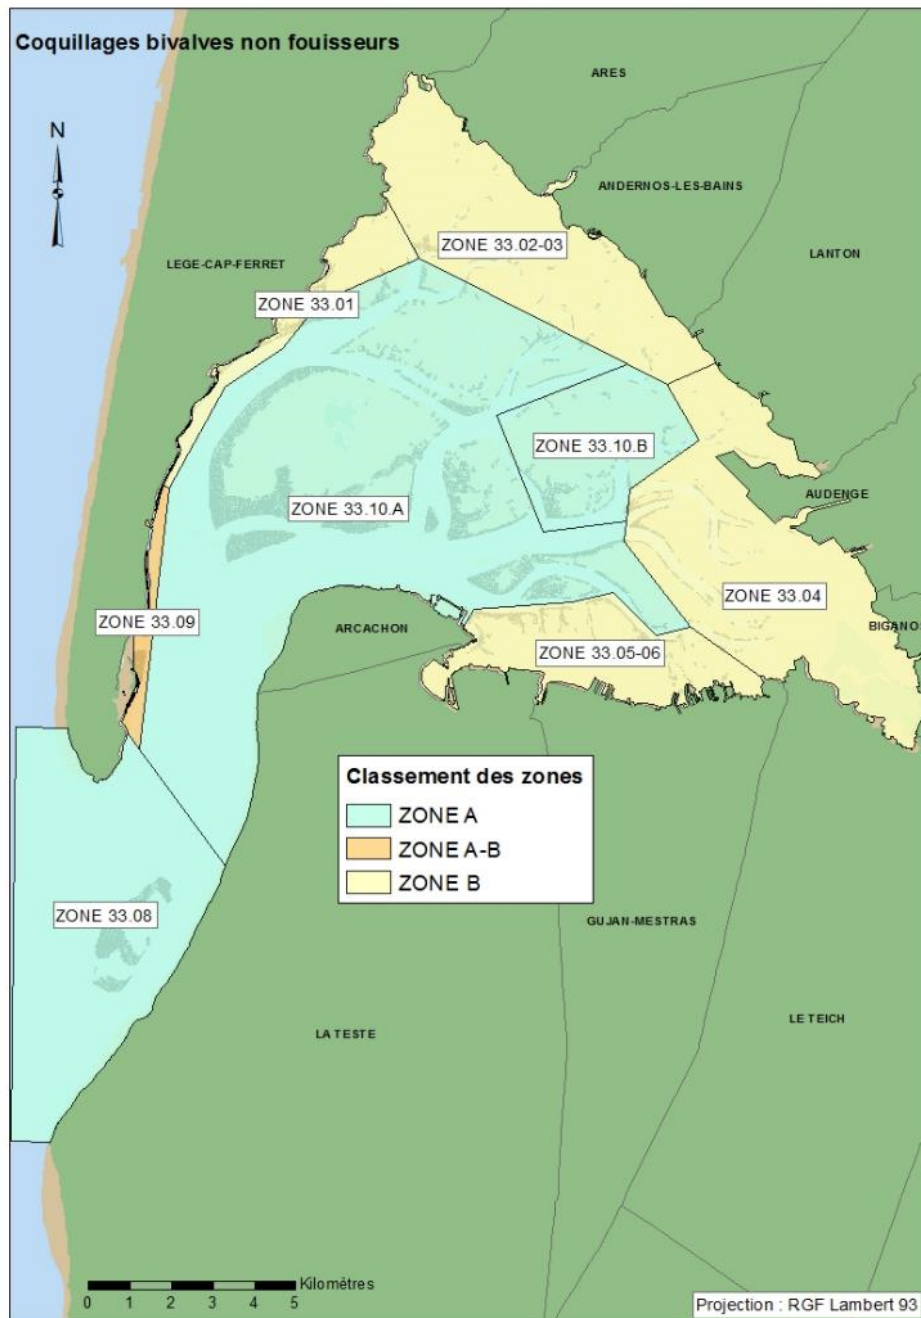 Coquillages bivalves non fouisseurs
ARES
N
ANDERNOS-LES-BAINS
ZONE 33.02-03
LANTON
LEGE-CAP-FERRET
ZONE 33.01
ZONE 33.10.B
AUDENGE
ZONE 33.10.A
ZONE 33.04
ZONE 33.09
ARCACHON
BIGANOS
ZONE 33.05-06
Classement des zones
ZONE A
ZONE A-B
ZONE B
ZONE 33.08
GUJAN-MESTRAS
LE TEICH
LA TESTE
Kilomètres
0 1 2 3 4 5
Projection : RGF Lambert 93